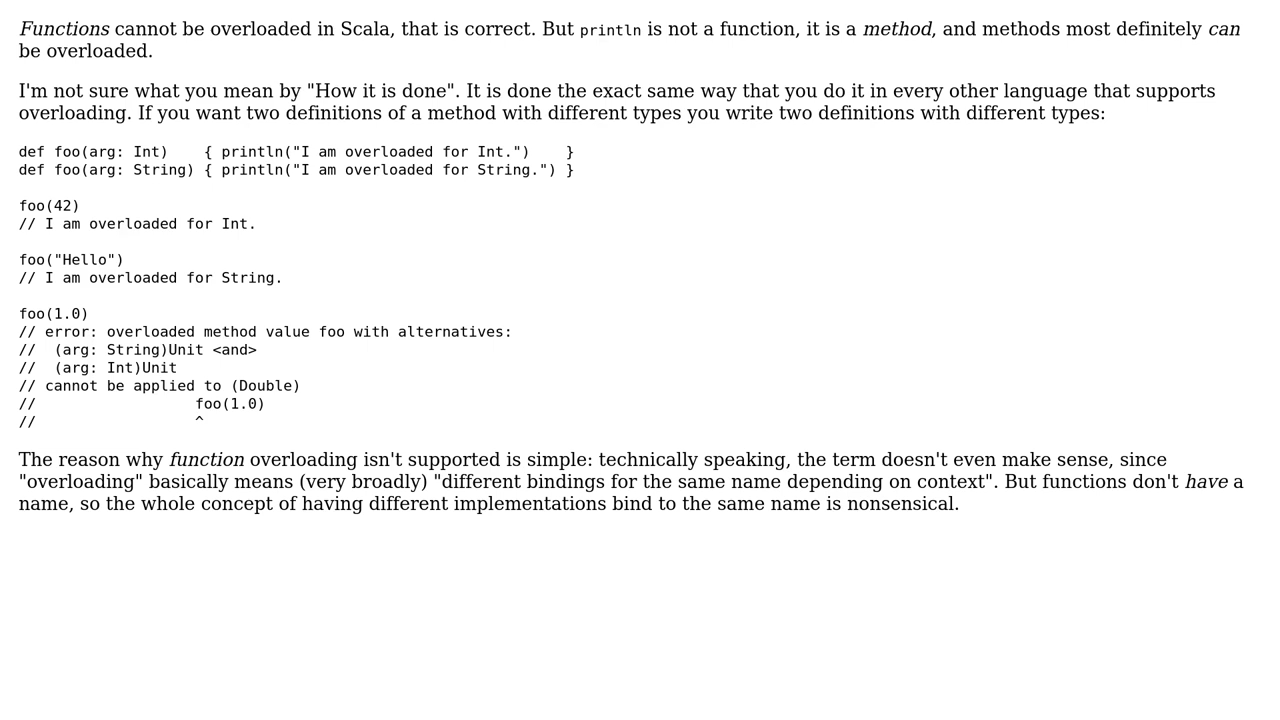 Functions cannot be overloaded in Scala, that is correct. But println is not a function, it is a method, and methods most definitely can
be overloaded.
I'm not sure what you mean by "How it is done". It is done the exact same way that you do it in every other language that supports
overloading. If you want two definitions of a method with different types you write two definitions with different types:
def foo(arg: Int)    { println("I am overloaded for Int.")    }
def foo(arg: String) { println("I am overloaded for String.") }
foo(42)
// I am overloaded for Int.
foo("Hello")
// I am overloaded for String.
foo(1.0)
// error: overloaded method value foo with alternatives:
//  (arg: String)Unit <and>
//  (arg: Int)Unit
// cannot be applied to (Double)
//                  foo(1.0)
//                  ^
The reason why function overloading isn't supported is simple: technically speaking, the term doesn't even make sense, since
"overloading" basically means (very broadly) "different bindings for the same name depending on context". But functions don't have a
name, so the whole concept of having different implementations bind to the same name is nonsensical.